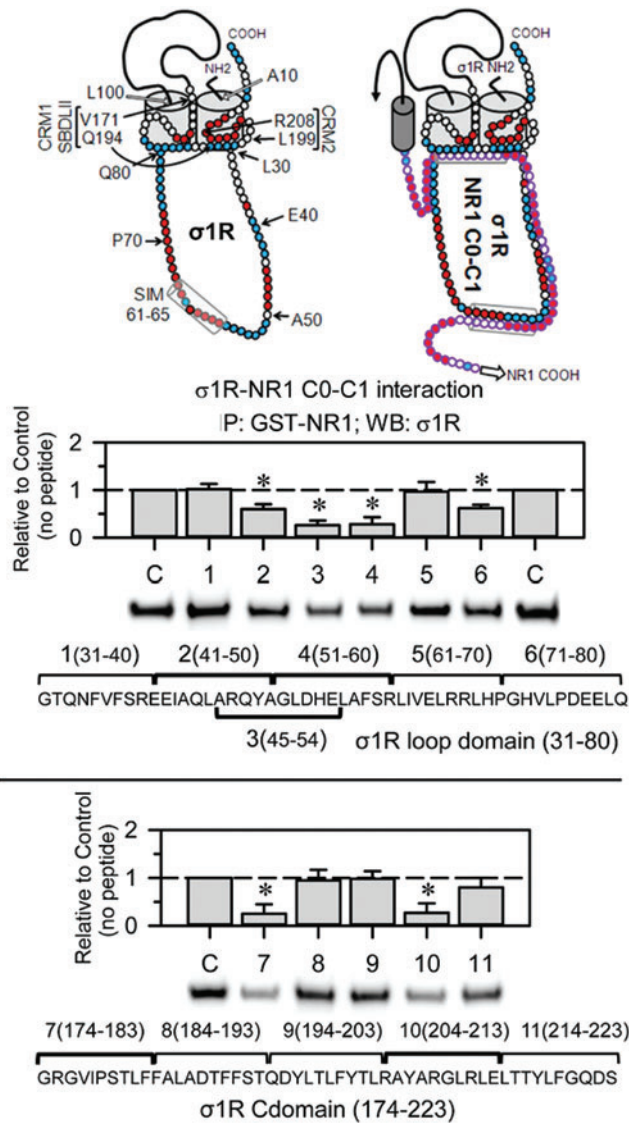 COOH
NH2
A10
L100
CRM1
SBDLII
V171
Q194
R208
L199
CRM2
Q80
L30
σ1R
E40
P70
SIM
61-65
A50
COOH
σ1R NH2
σ1R
NR1 C0-C1
NR1 COOH
σ1R-NR1 C0-C1 interaction
IP: GST-NR1; WB: σ1R
Relative to Control
(no peptide)
2
1
0
* * * *
C 1 2 3 4 5 6 C
1(31-40) 2(41-50) 4(51-60) 5(61-70) 6(71-80)
GTQNFVFSREEIAQLARQYAGLDHELAFSRLIVELRRLHPGHVLPDEELQ
3(45-54) σ1R loop domain (31-80)
Relative to Control
(no peptide)
2
1
0
* *
C 7 8 9 10 11
7(174-183) 8(184-193) 9(194-203) 10(204-213) 11(214-223)
GRGVIPSTLFFALADTFFSTQDYLTLFYTLRAYARGLRLELTTYLFGQDS
σ1R Cdomain (174-223)